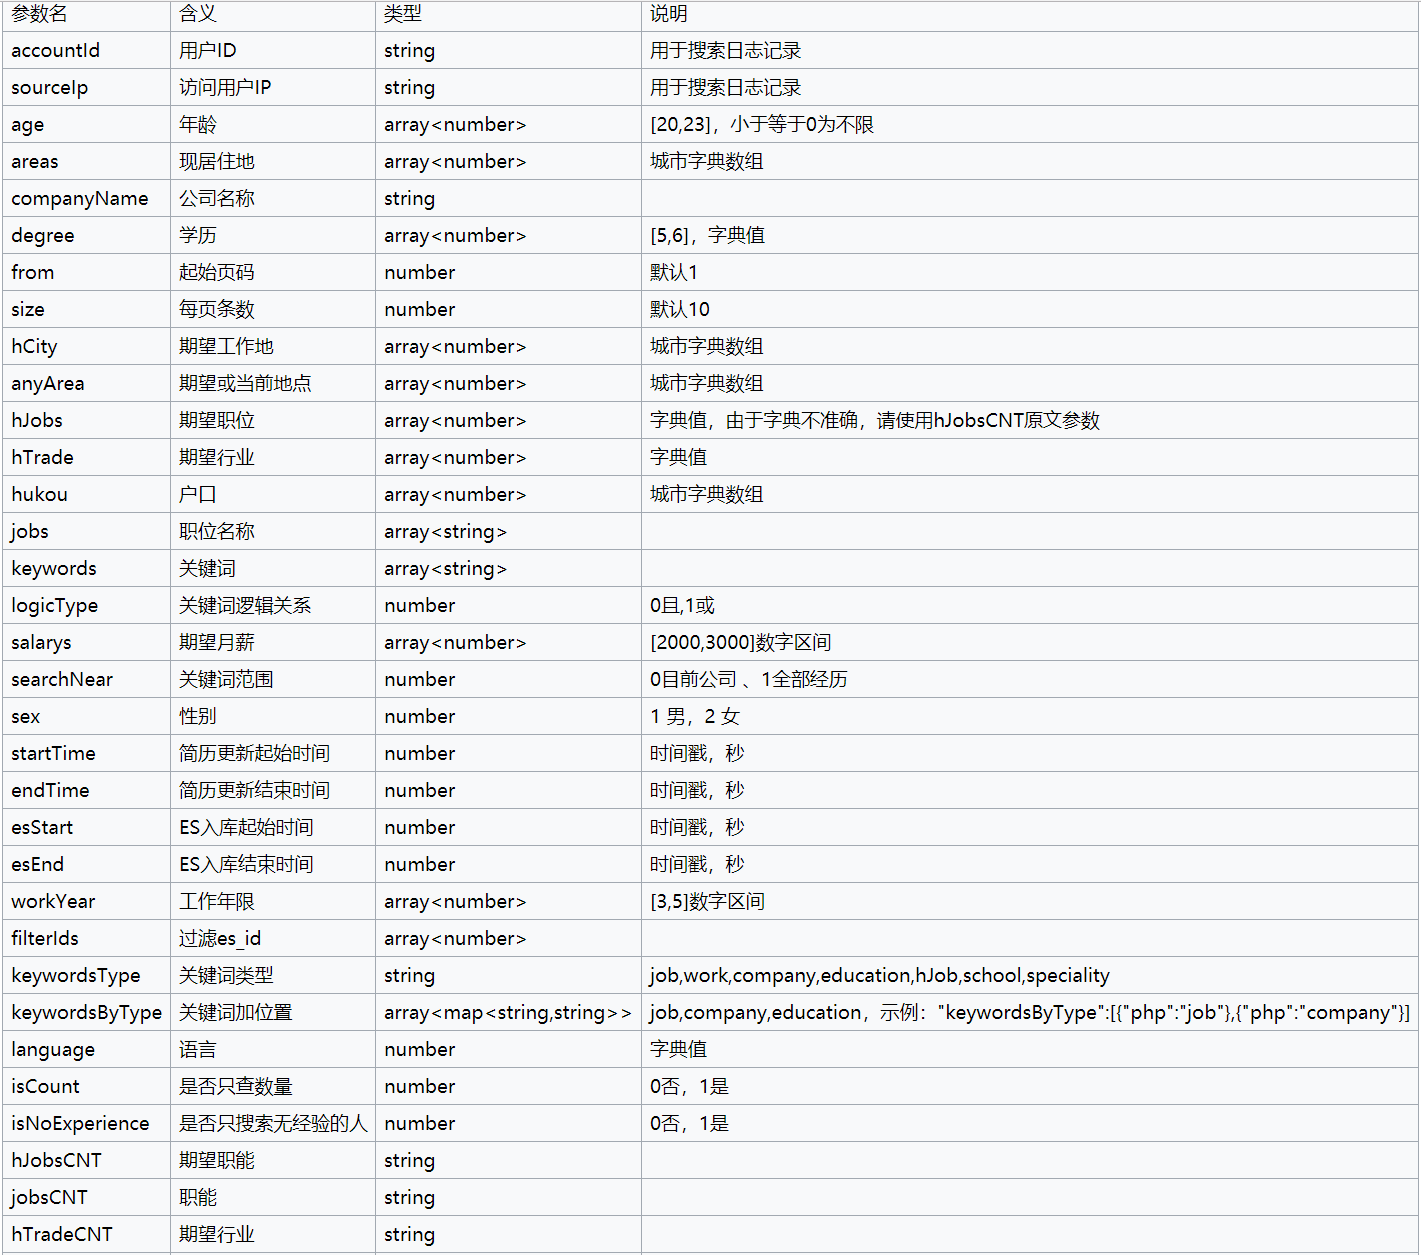 参数名 含义 类型 说明
accountId 用户ID string 用于搜索日志记录
sourceIp 访问用户IP string 用于搜索日志记录
age 年龄 array<number> [20,23]，小于等于0为不限
areas 现居住地 array<number> 城市字典数组
companyName 公司名称 string
degree 学历 array<number> [5,6]，字典值
from 起始页码 number 默认1
size 每页条数 number 默认10
hCity 期望工作地 array<number> 城市字典数组
anyArea 期望或当前地点 array<number> 城市字典数组
hJobs 期望职位 array<number> 字典值，由于字典不准确，请使用hJobsCNT原文参数
hTrade 期望行业 array<number> 字典值
hukou 户口 array<number> 城市字典数组
jobs 职位名称 array<string>
keywords 关键词 array<string>
logicType 关键词逻辑关系 number 0且,1或
salarys 期望月薪 array<number> [2000,3000]数字区间
searchNear 关键词范围 number 0目前公司 、1全部经历
sex 性别 number 1 男，2 女
startTime 简历更新起始时间 number 时间戳，秒
endTime 简历更新结束时间 number 时间戳，秒
esStart ES入库起始时间 number 时间戳，秒
esEnd ES入库结束时间 number 时间戳，秒
workYear 工作年限 array<number> [3,5]数字区间
filterIds 过滤es_id array<number>
keywordsType 关键词类型 string job,work,company,education,hJob,school,speciality
keywordsByType 关键词加位置 array<map<string,string>> job,company,education，示例："keywordsByType":[{"php":"job"},{"php":"company"}]
language 语言 number 字典值
isCount 是否只查数量 number 0否，1是
isNoExperience 是否只搜索无经验的人 number 0否，1是
hJobsCNT 期望职能 string
jobsCNT 职能 string
hTradeCNT 期望行业 string